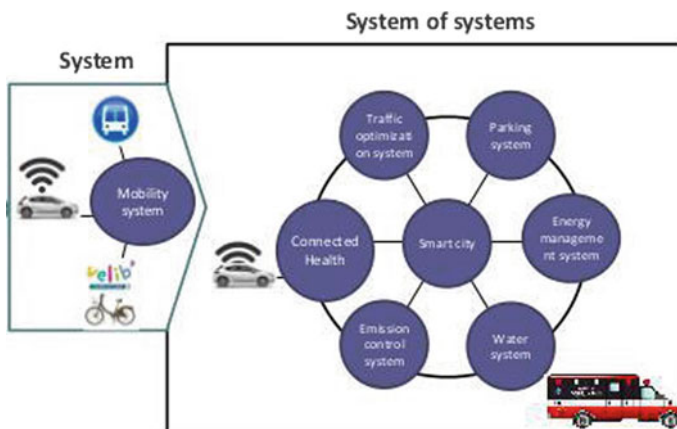 System of systems
System
Traffic
optimizati
on system
Parking
system
Mobility
system
Connected
Health
Smart city
Energy
manageme
nt system
velib'
Emission
control
system
Water
system